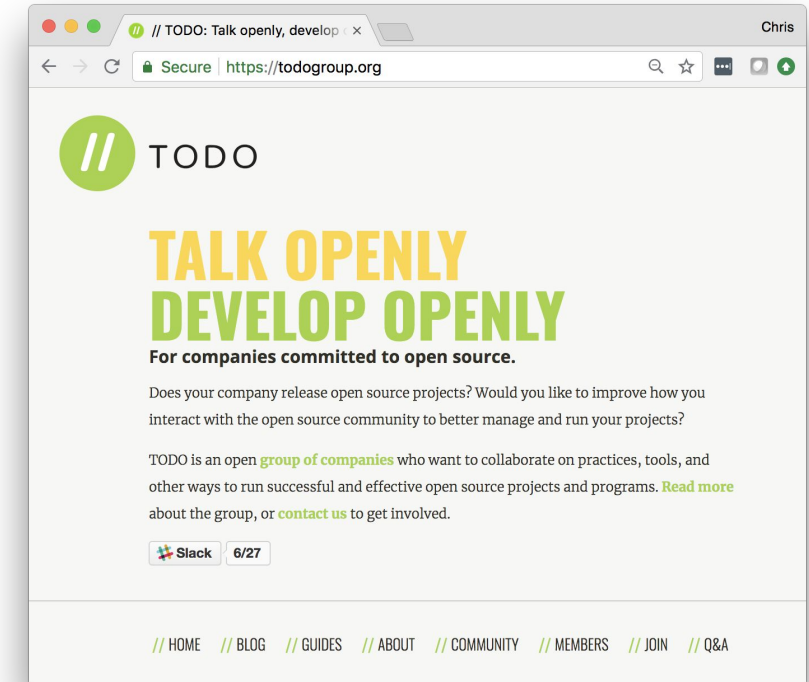 // TODO: Talk openly, develop
Chris
Secure https://todogroup.org
// TODO
TALK OPENLY
DEVELOP OPENLY
For companies committed to open source.
Does your company release open source projects? Would you like to improve how you
interact with the open source community to better manage and run your projects?
TODO is an open group of companies who want to collaborate on practices, tools, and
other ways to run successful and effective open source projects and programs. Read more
about the group, or contact us to get involved.
Slack 6/27
// HOME // BLOG // GUIDES // ABOUT // COMMUNITY // MEMBERS // JOIN // Q&A